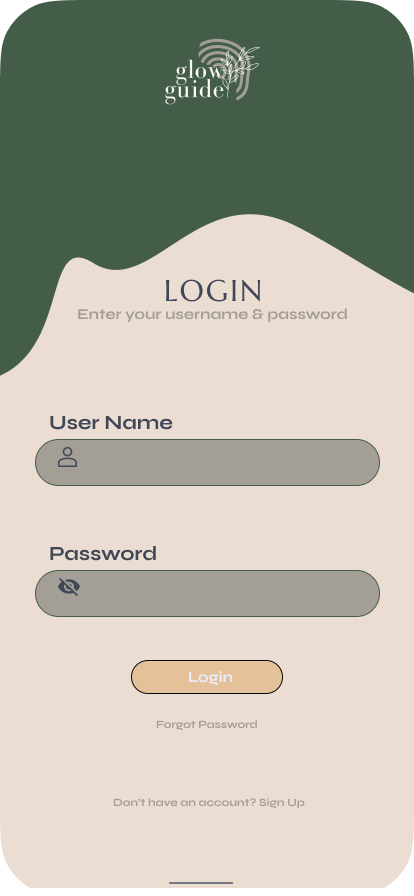 glow
guide
LOGIN
Enter your username & password
User Name
Password
Login
Forgot Password
Don't have an account? Sign Up